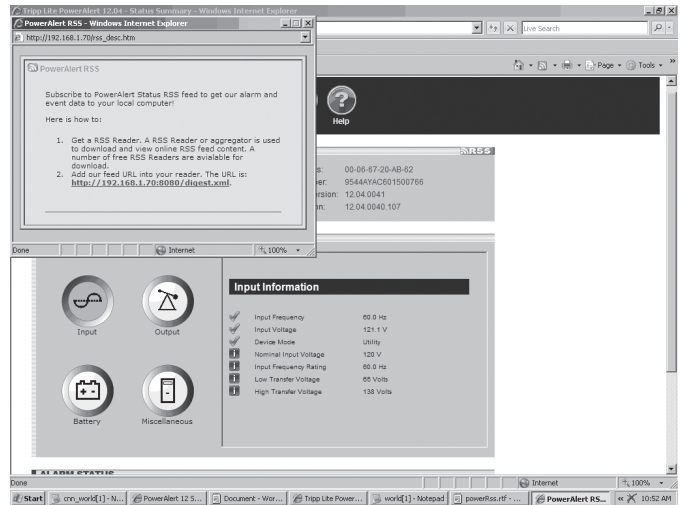 Tripp Lite PowerAlert 12.04 - Status Summary - Windows Internet Explorer
PowerAlert RSS - Windows Internet Explorer
http://192.168.1.70/rss_desc.htm
Live Search
Page
Tools
PowerAlert RSS
Subscribe to PowerAlert Status RSS feed to get our alarm and
event data to your local computer!
Here is how to:
1. Get a RSS Reader. A RSS Reader or aggregator is used
to download and view online RSS feed content. A
number of free RSS Readers are avialable for
download.
2. Add our feed URL into your reader. The URL is:
http://192.168.1.70:8080/digest.xml.
Done
Internet
100%
Help
RSS
00-06-67-20-AB-62
9544AYAC601500766
12.04.0041
12.04.0040.107
Input
Output
Battery
Miscellaneous
Input Information
Input Frequency 60.0 Hz
Input Voltage 121.1 V
Device Mode Utility
Nominal Input Voltage 120 V
Input Frequency Rating 60.0 Hz
Low Transfer Voltage 65 Volts
High Transfer Voltage 138 Volts
ALARM STATUS
Done
Internet
100%
Start
cnn_world[1] - N...
PowerAlert 12 S...
Document - Wor...
Tripp Lite Power...
world[1] - Notepad
powerRss.rtf - ...
PowerAlert RS...
10:52 AM